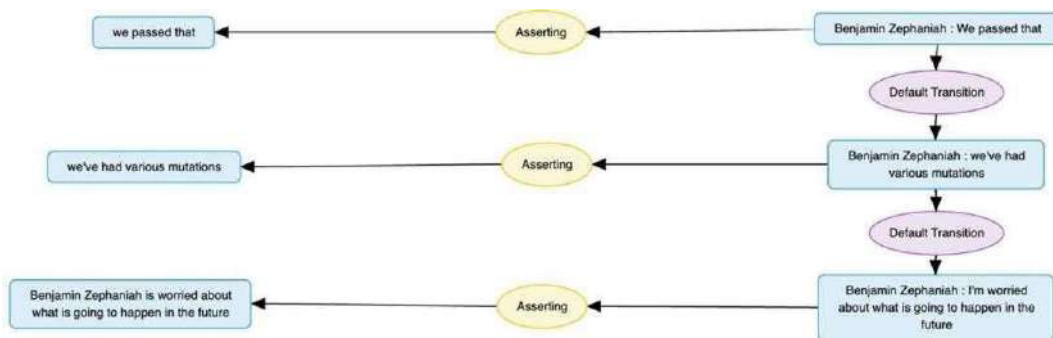 we passed that
Asserting
Benjamin Zephaniah : We passed that
Default Transition
we've had various mutations
Asserting
Benjamin Zephaniah : we've had
various mutations
Default Transition
Benjamin Zephaniah is worried about
what is going to happen in the future
Asserting
Benjamin Zephaniah : I'm worried
about what is going to happen in the
future